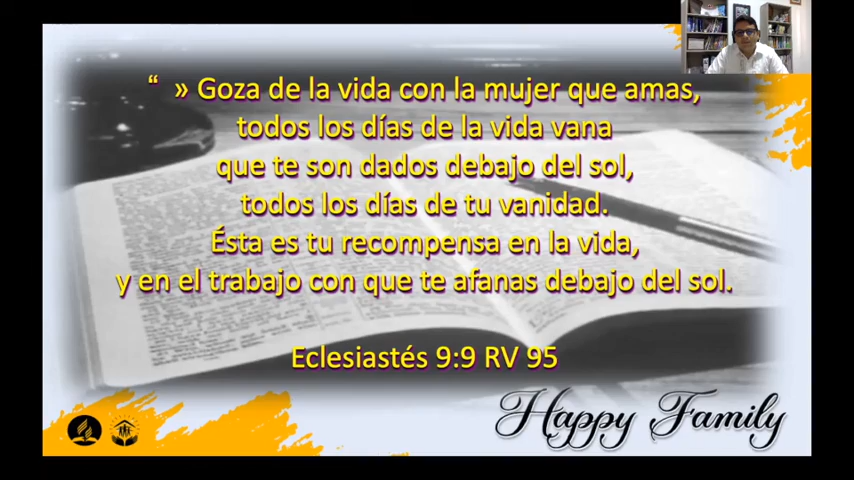 “ » Goza de la vida con la mujer que amas,
todos los días de la vida vana
que te son dados debajo del sol,
todos los días de tu vanidad.
Ésta es tu recompensa en la vida,
y en el trabajo con que te afanas debajo del sol.
Eclesiastés 9:9 RV 95
Happy Family